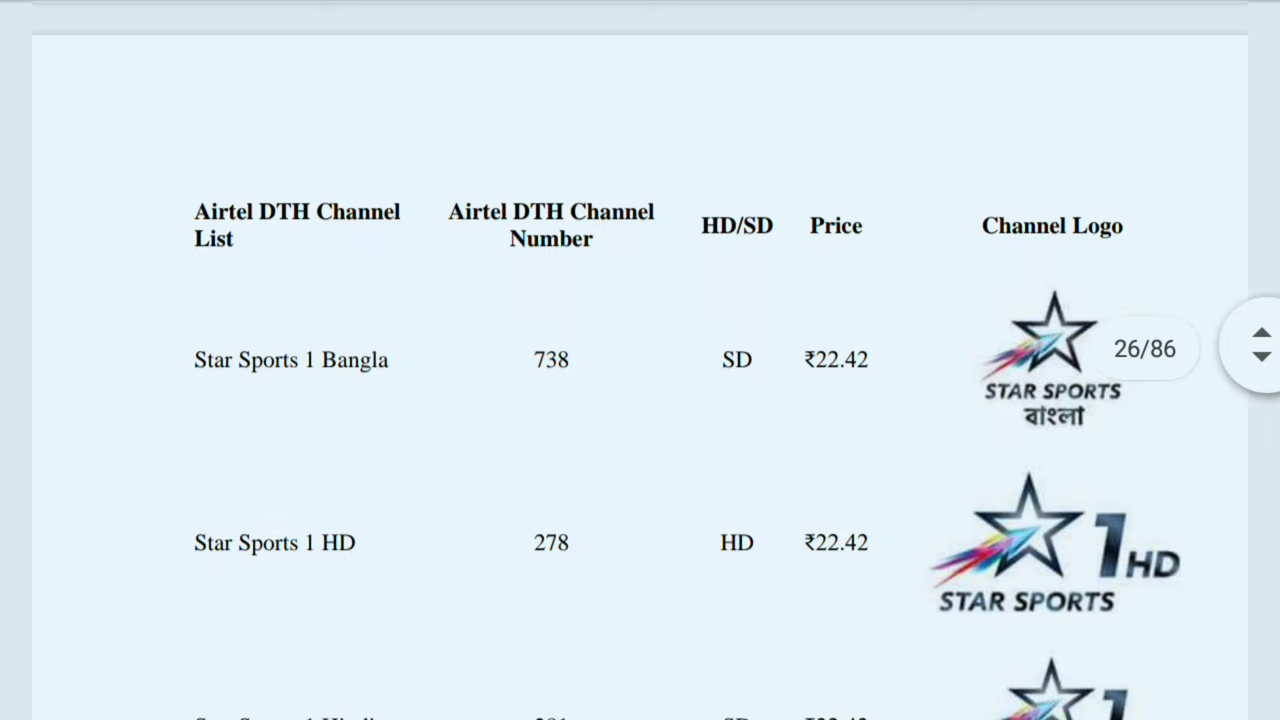 Airtel DTH Channel List
Airtel DTH Channel Number
HD/SD
Price
Channel Logo
Star Sports 1 Bangla
738
SD
₹22.42
STAR SPORTS
বাংলা
26/86
Star Sports 1 HD
278
HD
₹22.42
1HD
STAR SPORTS
1